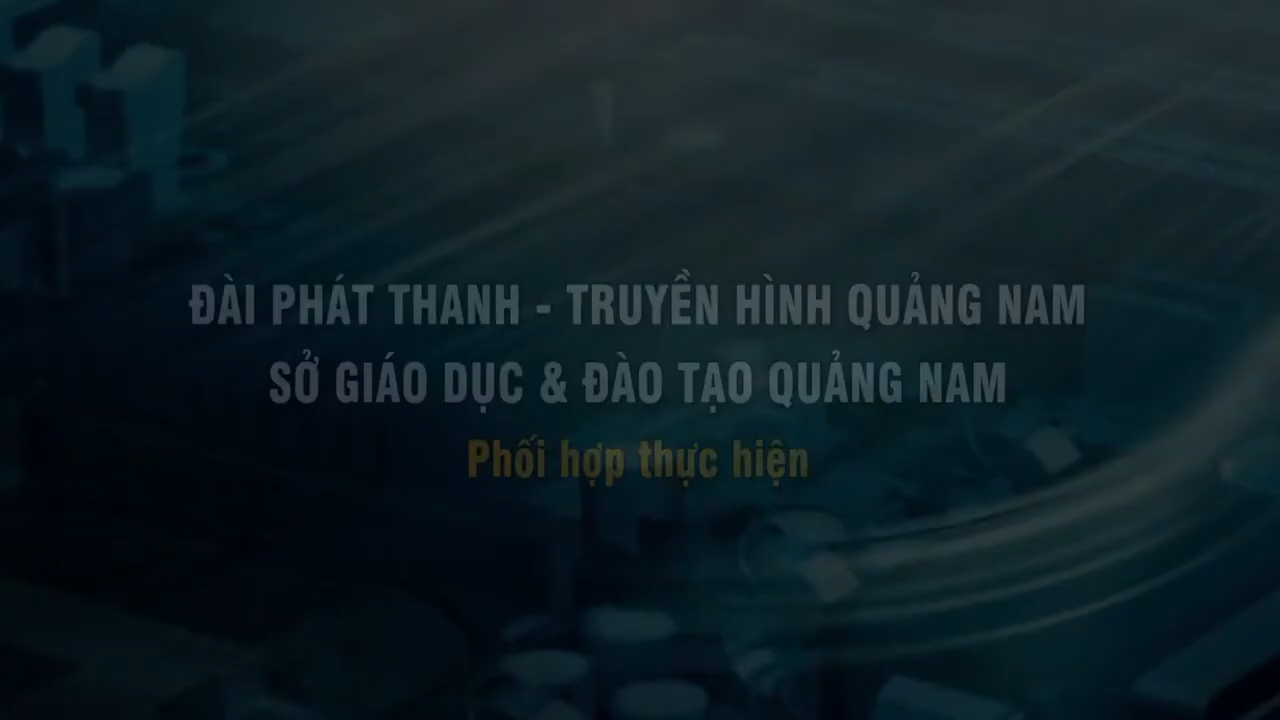 ĐÀI PHÁT THANH - TRUYỀN HÌNH QUẢNG NAM
SỞ GIÁO DỤC & ĐÀO TẠO QUẢNG NAM
Phối hợp thực hiện